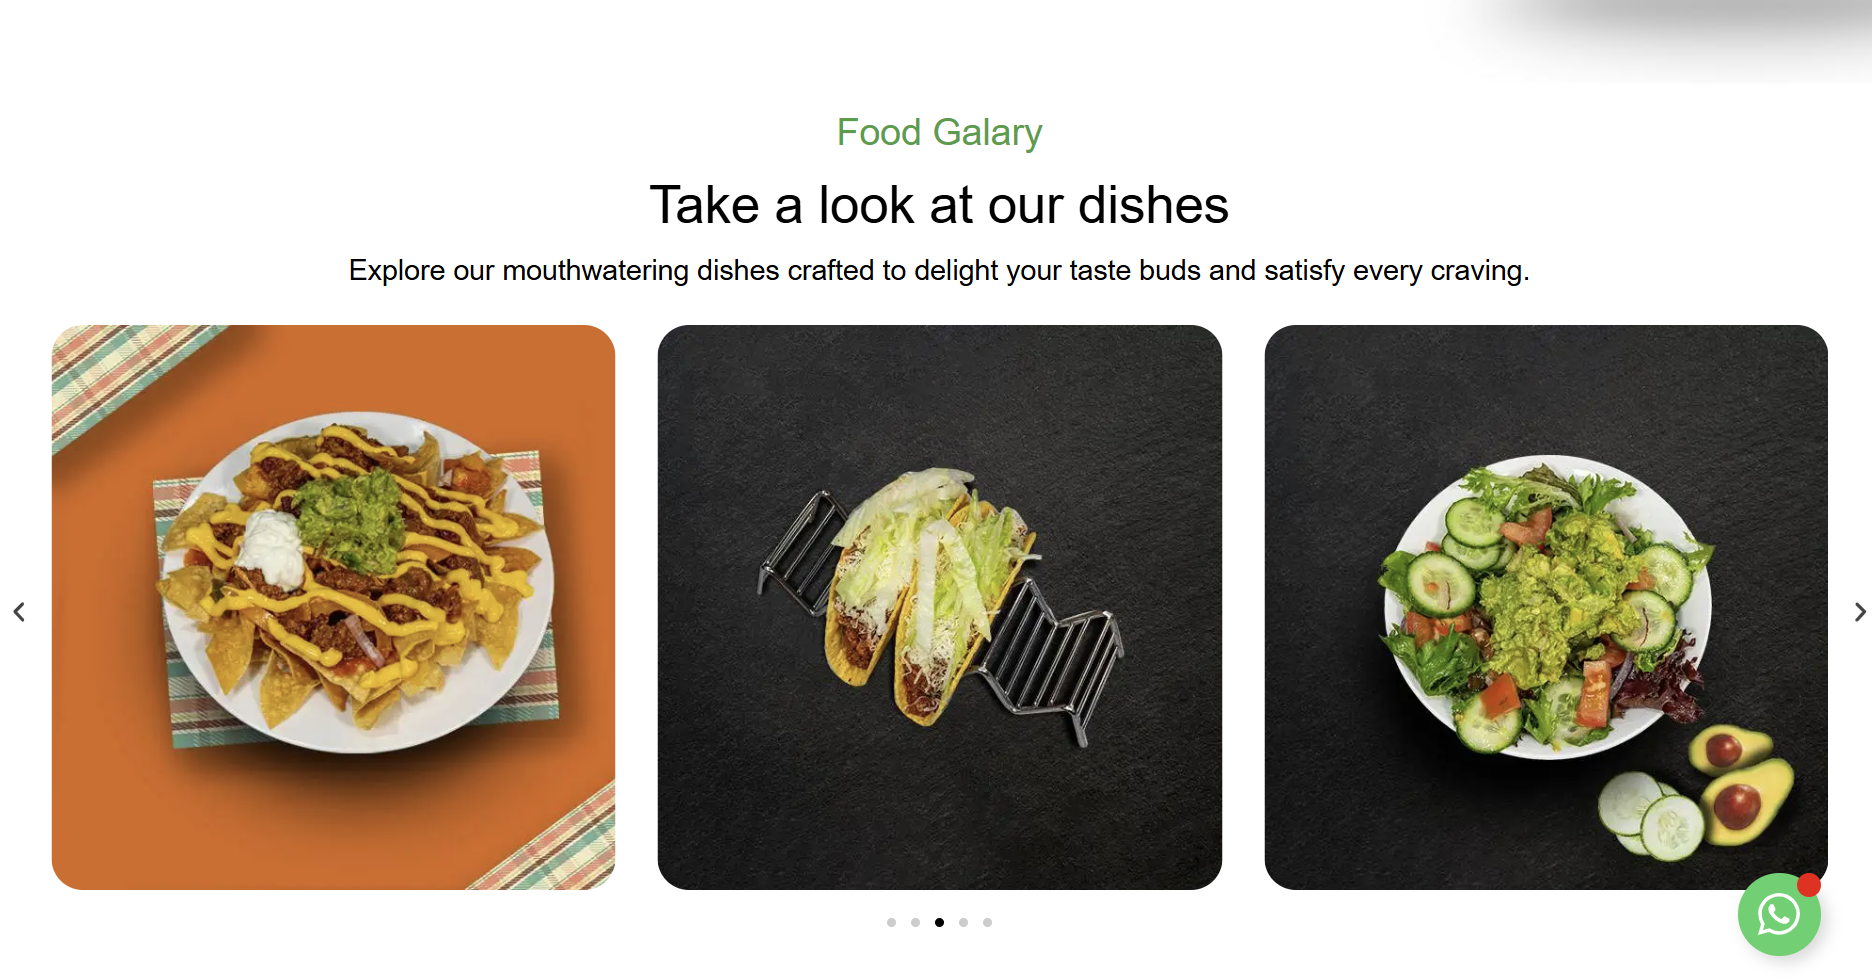 Food Galary
Take a look at our dishes
Explore our mouthwatering dishes crafted to delight your taste buds and satisfy every craving.